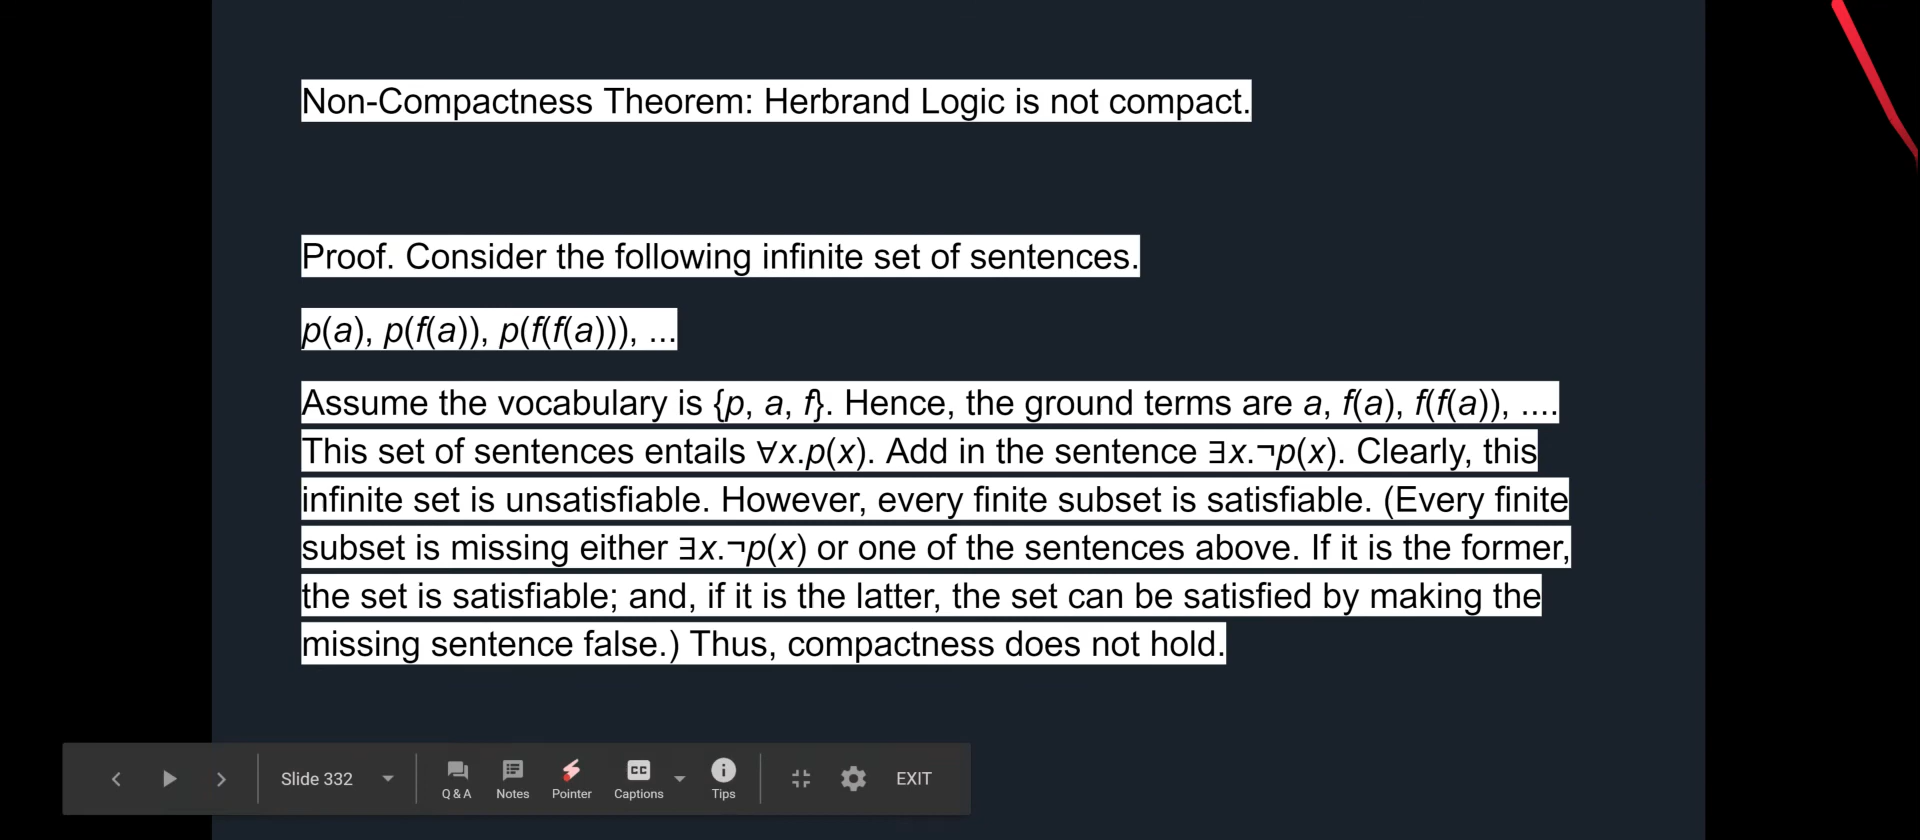 Non-Compactness Theorem: Herbrand Logic is not compact.
Proof. Consider the following infinite set of sentences.
p(a), p(f(a)), p(f(f(a))), ...
Assume the vocabulary is {p, a, f}. Hence, the ground terms are a, f(a), f(f(a)), ....
This set of sentences entails ∀x.p(x). Add in the sentence ∃x.¬p(x). Clearly, this
infinite set is unsatisfiable. However, every finite subset is satisfiable. (Every finite
subset is missing either ∃x.¬p(x) or one of the sentences above. If it is the former,
the set is satisfiable; and, if it is the latter, the set can be satisfied by making the
missing sentence false.) Thus, compactness does not hold.
Slide 332
Q & A
Notes
Pointer
CC
Captions
Tips
EXIT